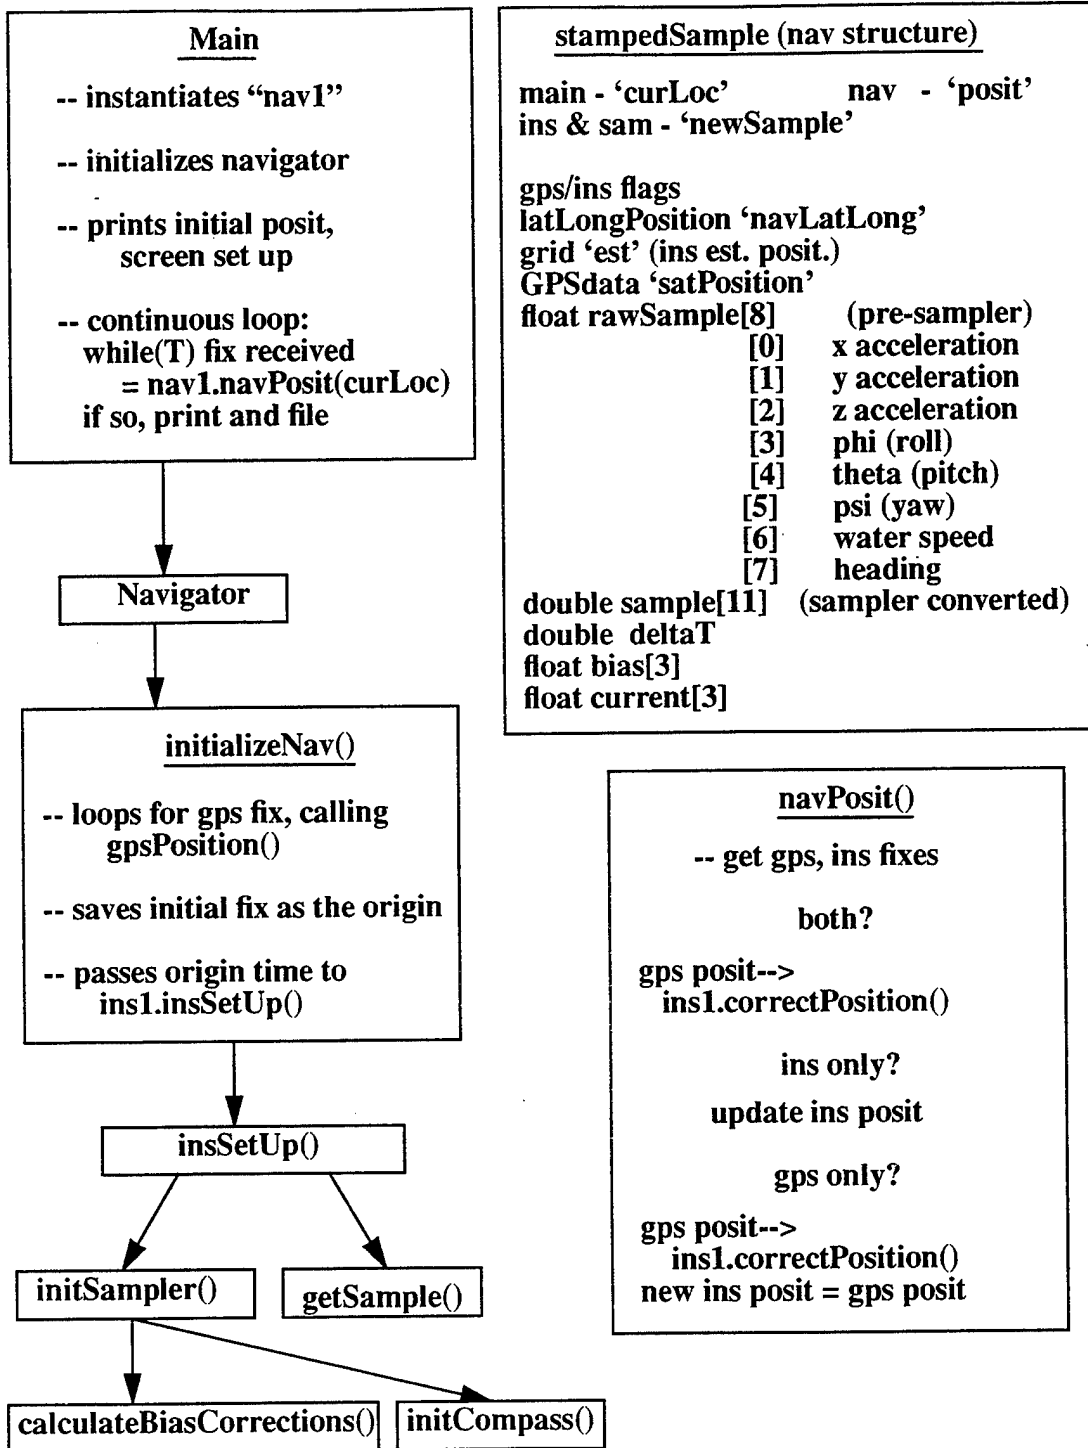 Main
-- instantiates “nav1”
-- initializes navigator
-- prints initial posit,
screen set up
-- continuous loop:
while(T) fix received
= nav1.navPosit(curLoc)
if so, print and file
Navigator
initializeNav()
-- loops for gps fix, calling
gpsPosition()
-- saves initial fix as the origin
-- passes origin time to
ins1.insSetUp()
insSetUp()
initSampler()
getSample()
calculateBiasCorrections()
initCompass()
stampedSample (nav structure)
main - ‘curLoc’ nav - ‘posit’
ins & sam - ‘newSample’
gps/ins flags
latLongPosition ‘navLatLong’
grid ‘est’ (ins est. posit.)
GPSdata ‘satPosition’
float rawSample[8] (pre-sampler)
[0] x acceleration
[1] y acceleration
[2] z acceleration
[3] phi (roll)
[4] theta (pitch)
[5] psi (yaw)
[6] water speed
[7] heading
double sample[11] (sampler converted)
double deltaT
float bias[3]
float current[3]
navPosit()
-- get gps, ins fixes
both?
gps posit-->
ins1.correctPosition()
ins only?
update ins posit
gps only?
gps posit-->
ins1.correctPosition()
new ins posit = gps posit